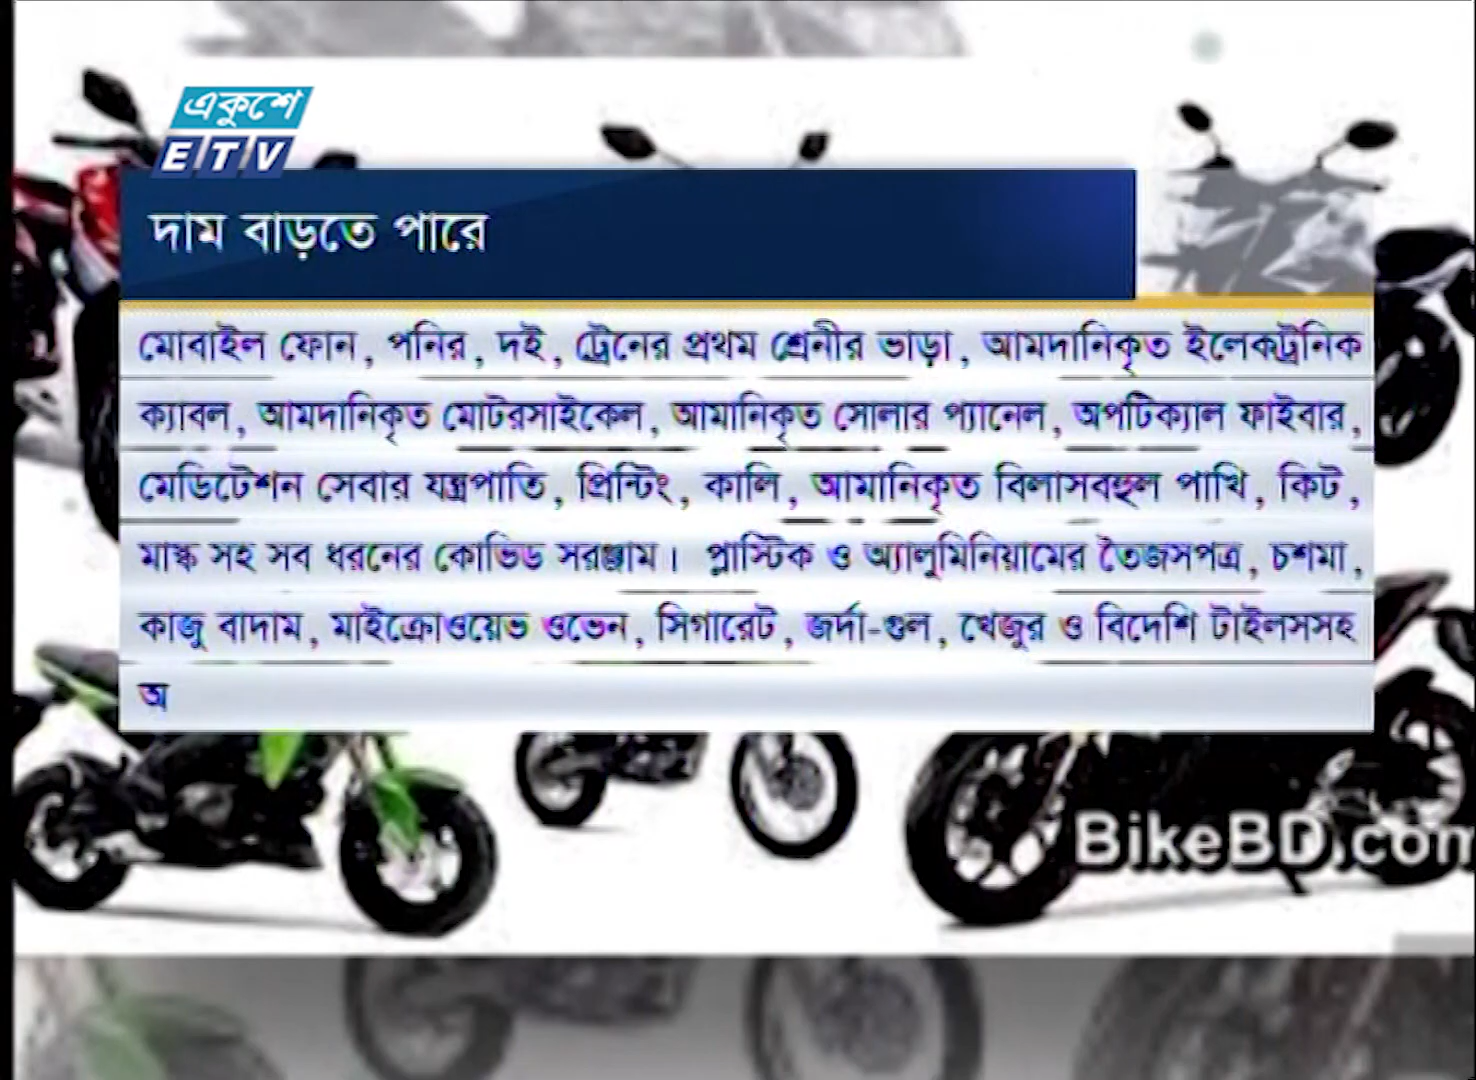 একুশে
ETV
দাম বাড়তে পারে
মোবাইল ফোন, পনির, দই, ট্রেনের প্রথম শ্রেনীর ভাড়া, আমদানিকৃত ইলেকট্রনিক
ক্যাবল, আমদানিকৃত মোটরসাইকেল, আমানিকৃত সোলার প্যানেল, অপটিক্যাল ফাইবার,
মেডিটেশন সেবার যন্ত্রপাতি, প্রিন্টিং, কালি, আমানিকৃত বিলাসবহুল পাখি, কিট,
মাস্ক সহ সব ধরনের কোভিড সরঞ্জাম। প্লাস্টিক ও অ্যালুমিনিয়ামের তৈজসপত্র, চশমা,
কাজু বাদাম, মাইক্রোওয়েভ ওভেন, সিগারেট, জর্দা-গুল, খেজুর ও বিদেশি টাইলসসহ
অ
BikeBD.com